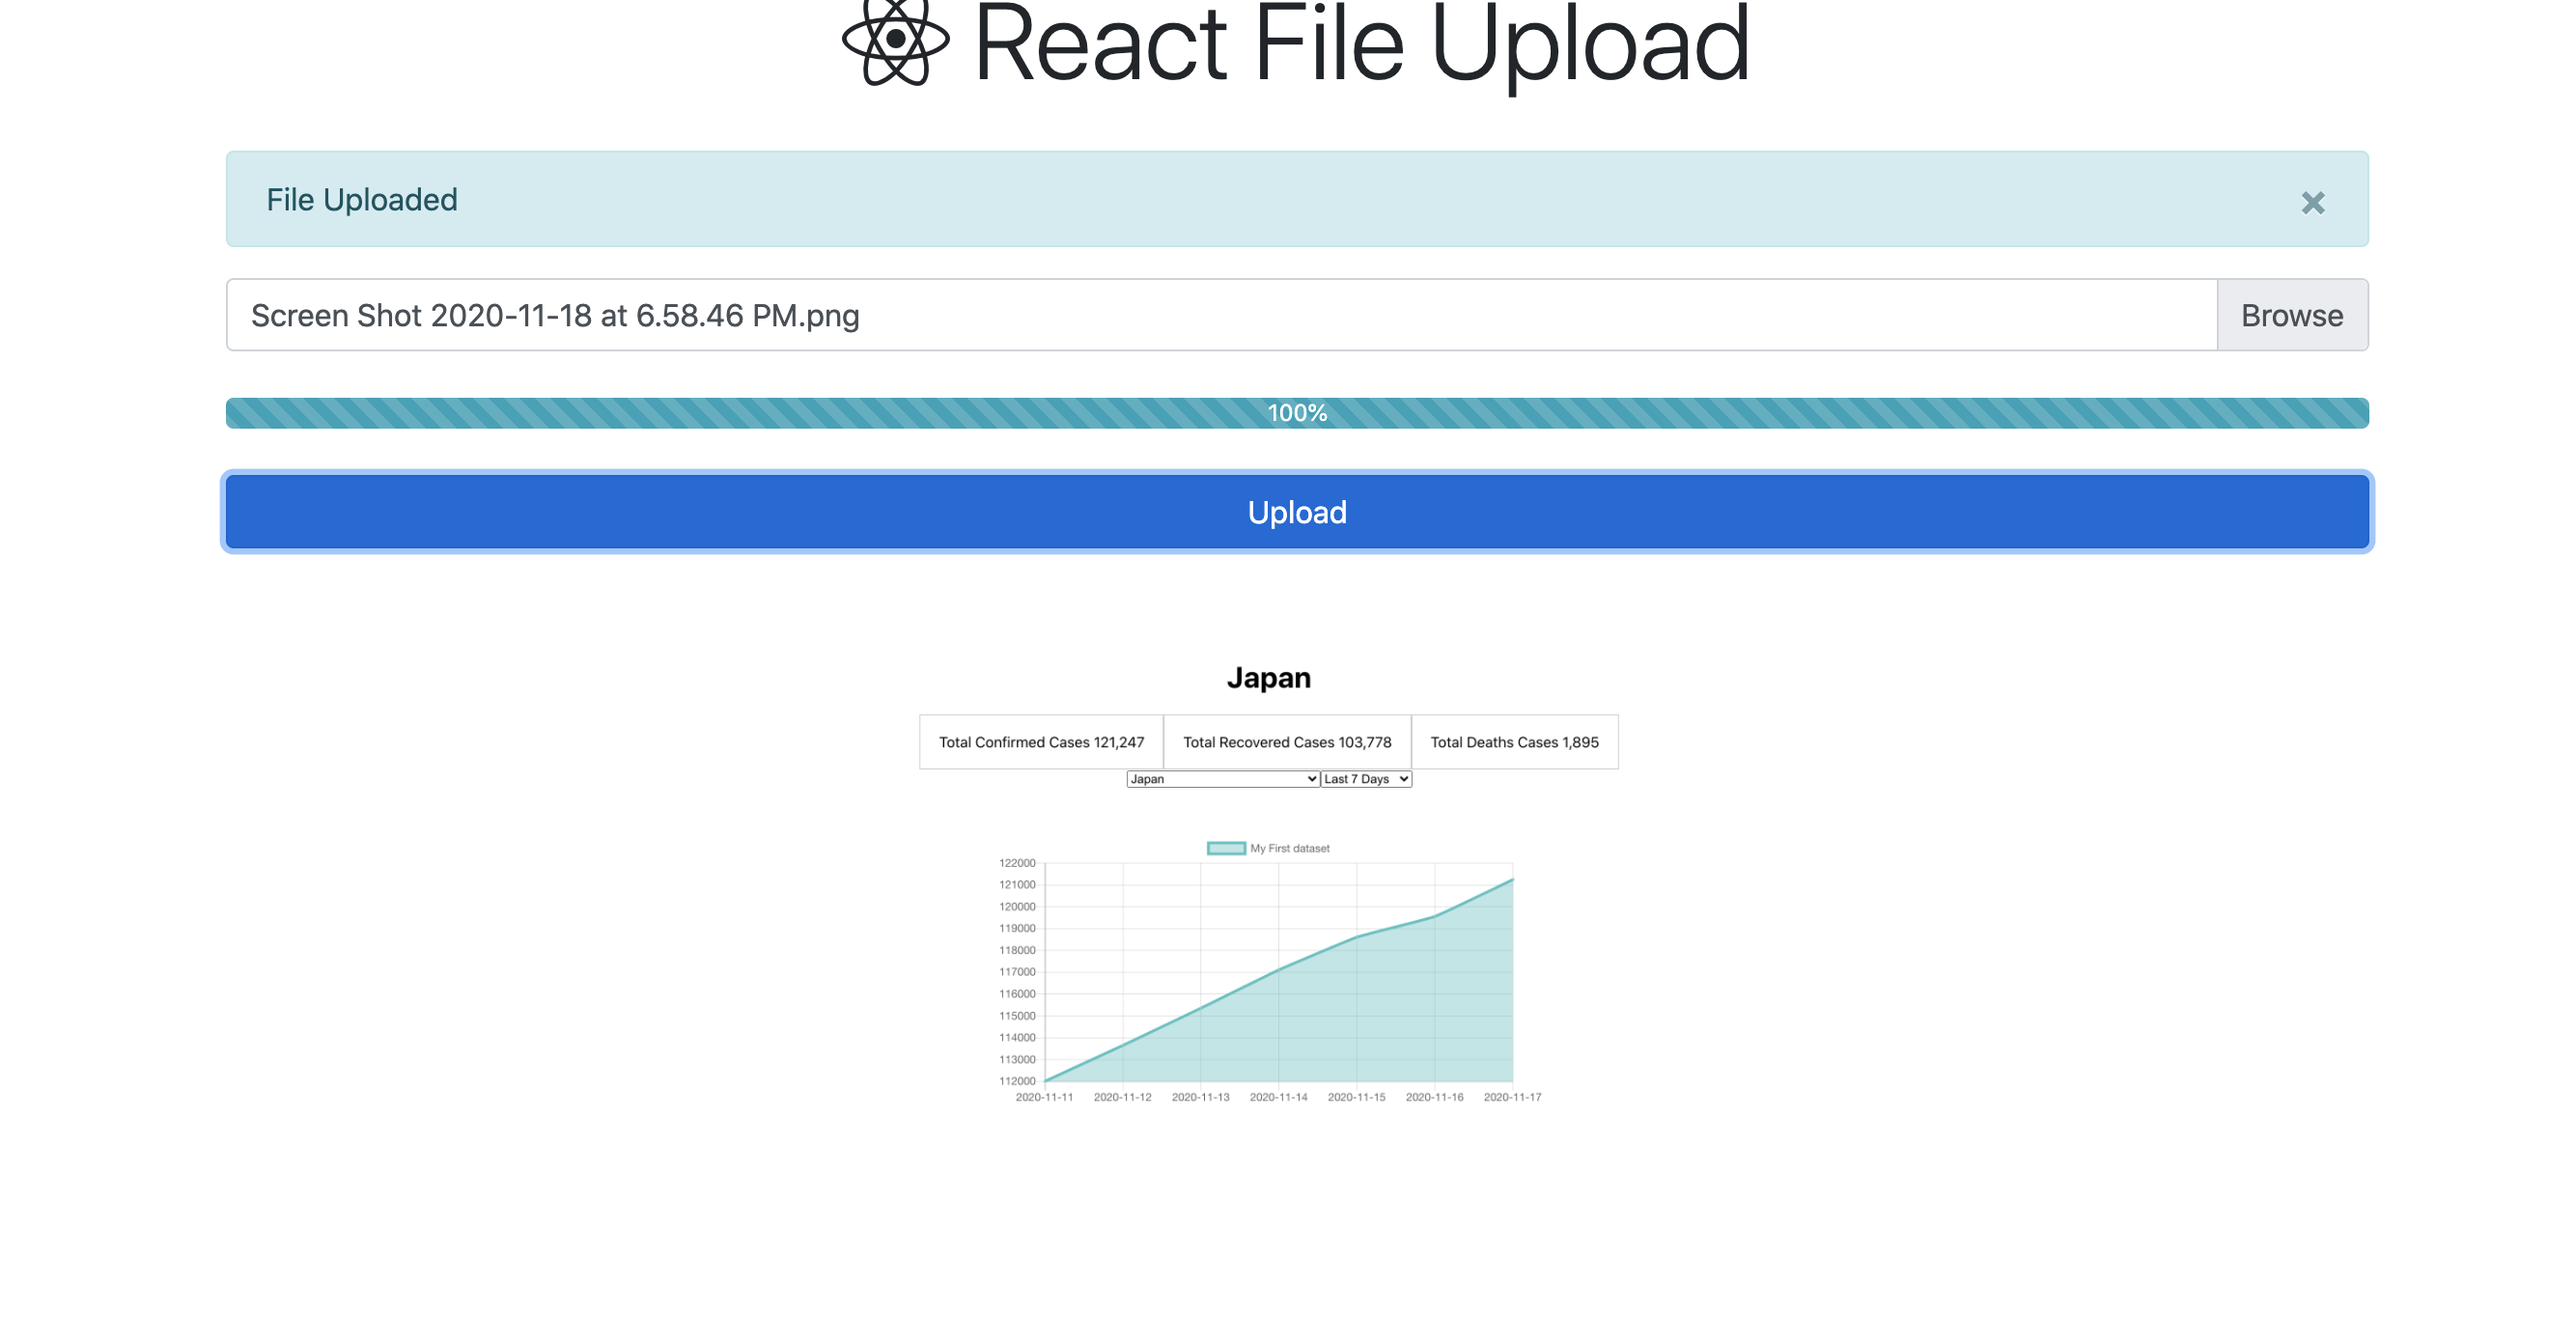 React File Upload
File Uploaded ×
Screen Shot 2020-11-18 at 6.58.46 PM.png Browse
100%
Upload
Japan
Total Confirmed Cases 121,247 Total Recovered Cases 103,778 Total Deaths Cases 1,895
Japan Last 7 Days
My First dataset
122000
121000
120000
119000
118000
117000
116000
115000
114000
113000
112000
2020-11-11 2020-11-12 2020-11-13 2020-11-14 2020-11-15 2020-11-16 2020-11-17